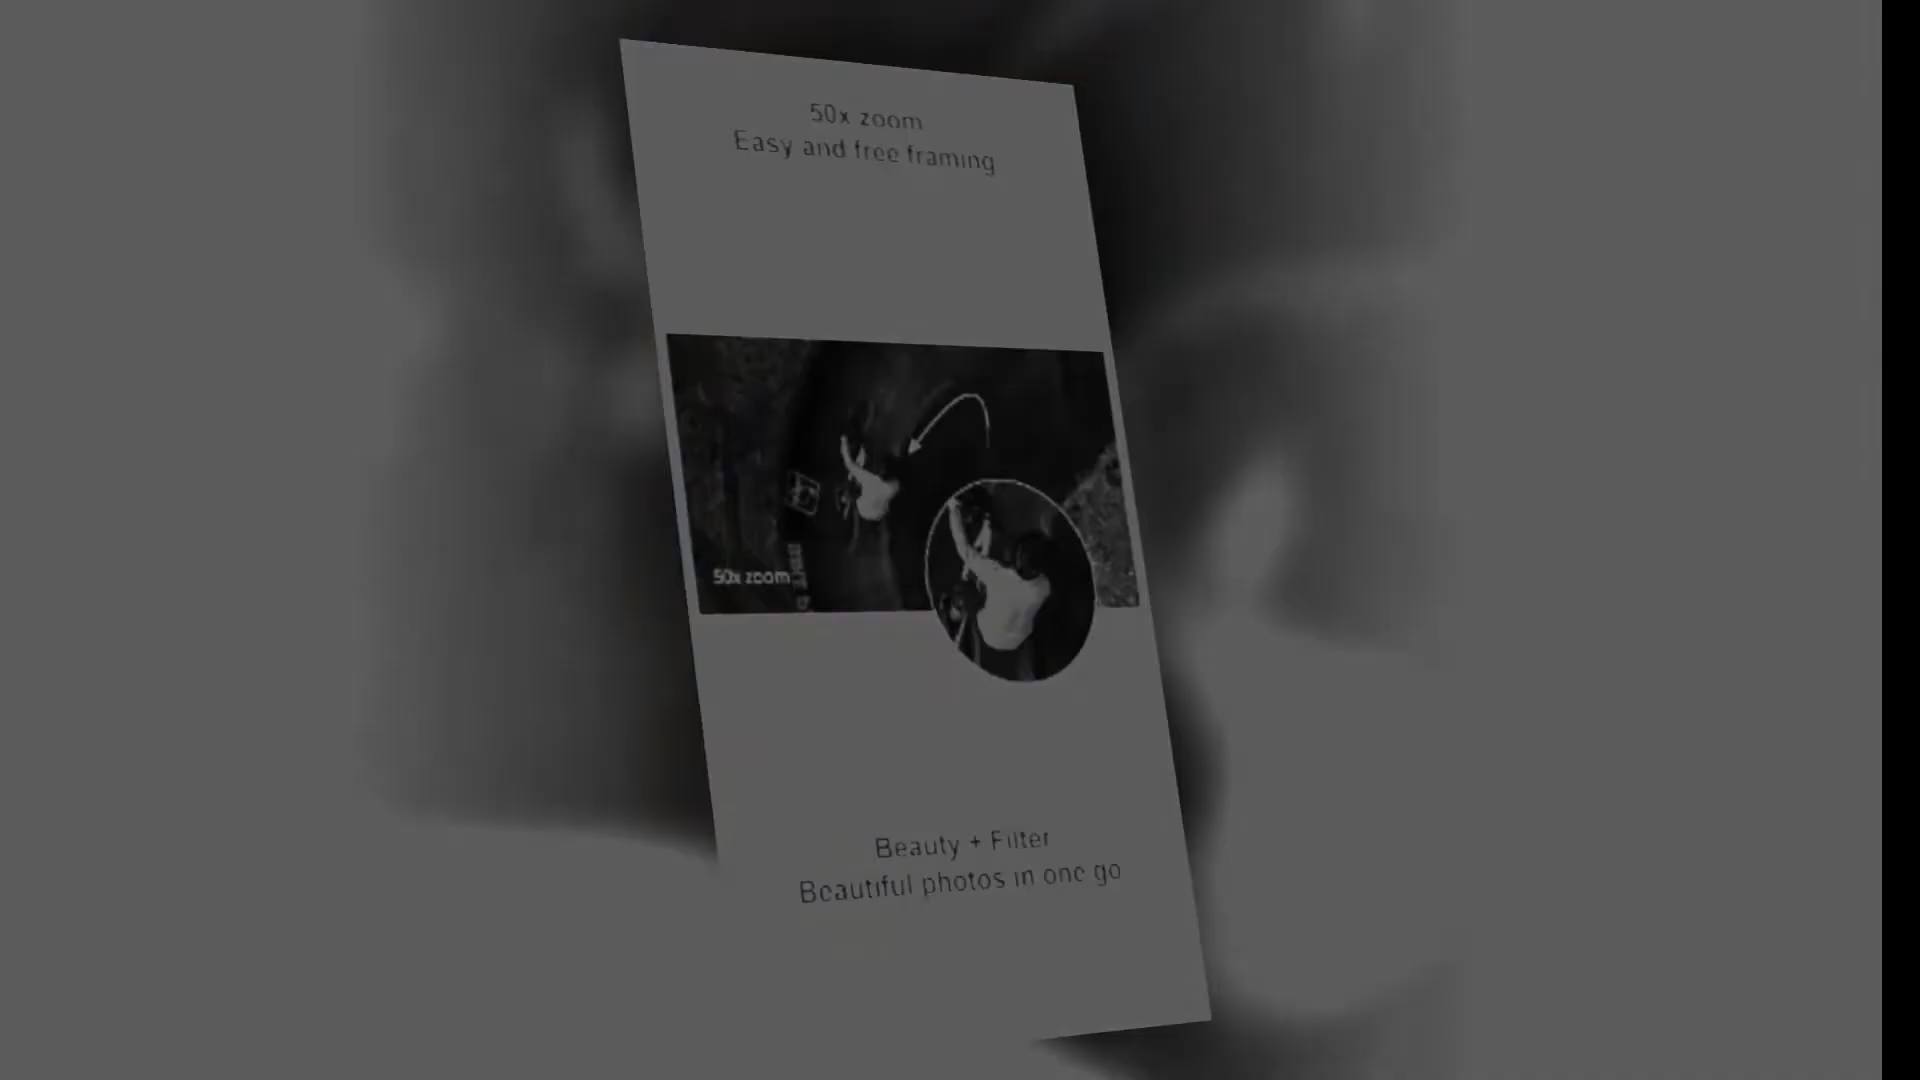 50x zoom
Easy and free framing
50x zoom
Beauty + Filter
Beautiful photos in one go